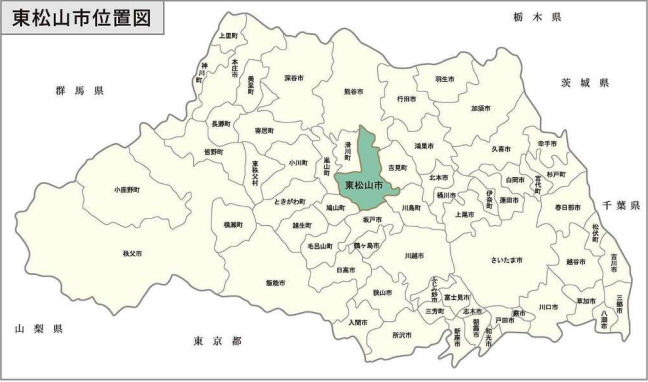 東松山市位置図
栃木県
群馬県
茨城県
千葉県
山梨県
東京都
上里町
神川町
本庄市
美里町
深谷市
熊谷市
行田市
羽生市
加須市
長瀞町
皆野町
寄居町
小川町
嵐山町
滑川町
東秩父村
吉見町
鴻巣市
北本市
久喜市
幸手市
白岡市
宮代町
杉戸町
桶川市
伊奈町
蓮田市
上尾市
春日部市
小鹿野町
東松山市
ときがわ町
鳩山町
川島町
坂戸市
横瀬町
越生町
毛呂山町
鶴ヶ島市
川越市
さいたま市
松伏町
越谷市
吉川市
秩父市
飯能市
日高市
狭山市
ふじみ野市
富士見市
三芳町
志木市
入間市
所沢市
新座市
朝霞市
和光市
戸田市
蕨市
川口市
草加市
八潮市
三郷市